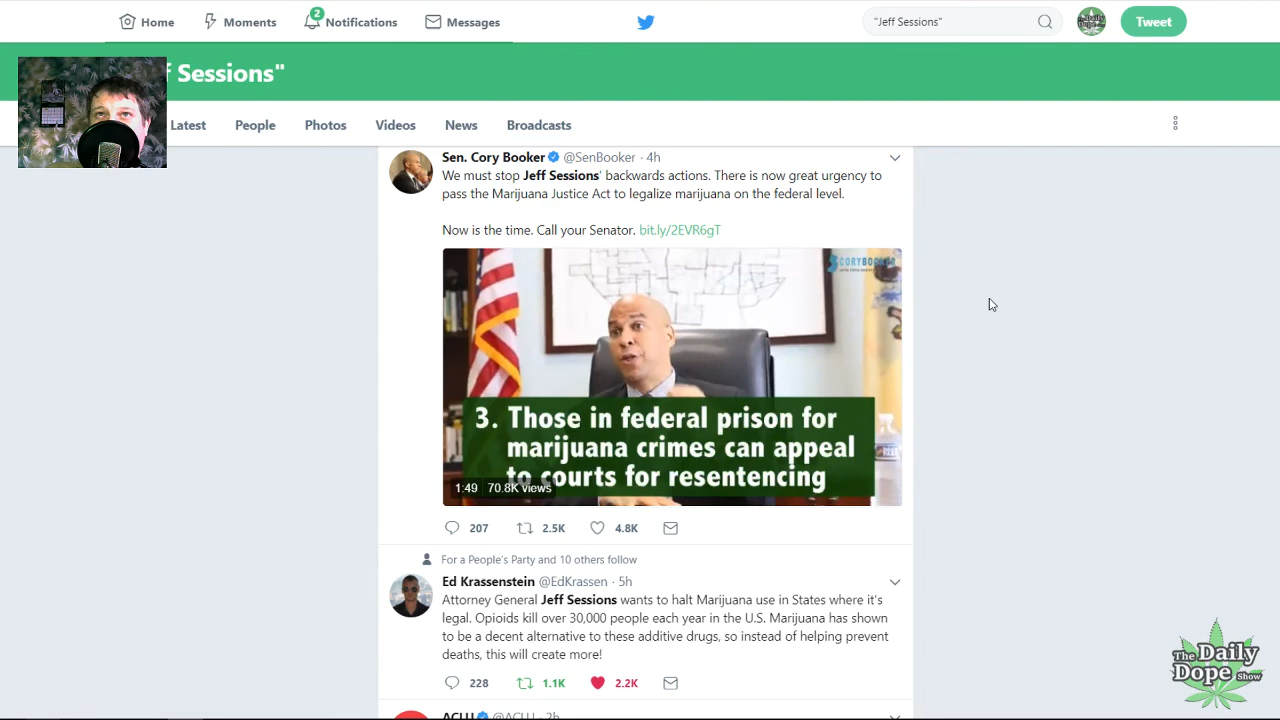 Home
Moments
2
Notifications
Messages
"Jeff Sessions"
Tweet
Sessions"
Latest
People
Photos
Videos
News
Broadcasts
Sen. Cory Booker @SenBooker · 4h
We must stop Jeff Sessions' backwards actions. There is now great urgency to
pass the Marijuana Justice Act to legalize marijuana on the federal level.
Now is the time. Call your Senator. bit.ly/2EVR6gT
CORY BOOKER
3. Those in federal prison for
marijuana crimes can appeal
to courts for resentencing
1:49 70.8K views
207 2.5K 4.8K
For a People's Party and 10 others follow
Ed Krassenstein @EdKrassen · 5h
Attorney General Jeff Sessions wants to halt Marijuana use in States where it's
legal. Opioids kill over 30,000 people each year in the U.S. Marijuana has shown
to be a decent alternative to these additive drugs, so instead of helping prevent
deaths, this will create more!
228 1.1K 2.2K
ACLU @ACLU · 2h
The Daily
Dope Show